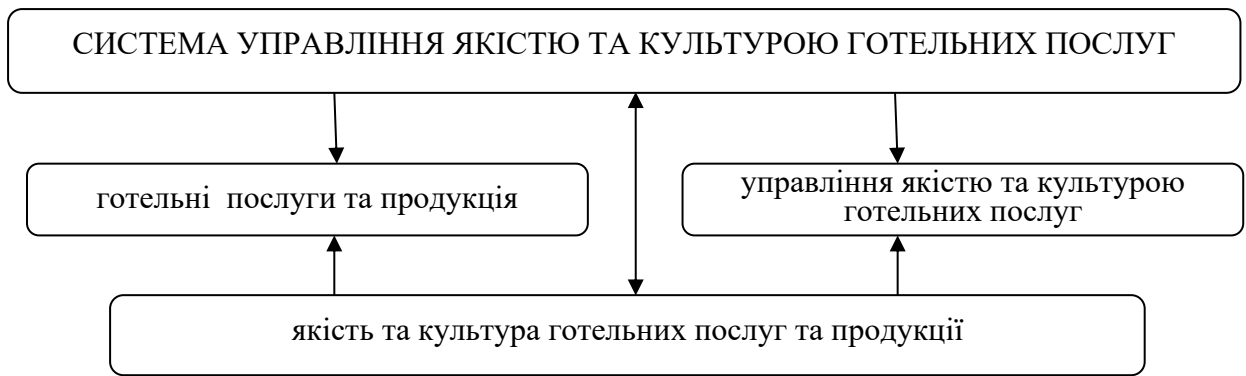 СИСТЕМА УПРАВЛІННЯ ЯКІСТЮ ТА КУЛЬТУРОЮ ГОТЕЛЬНИХ ПОСЛУГ
готельні послуги та продукція
управління якістю та культурою
готельних послуг
якість та культура готельних послуг та продукції